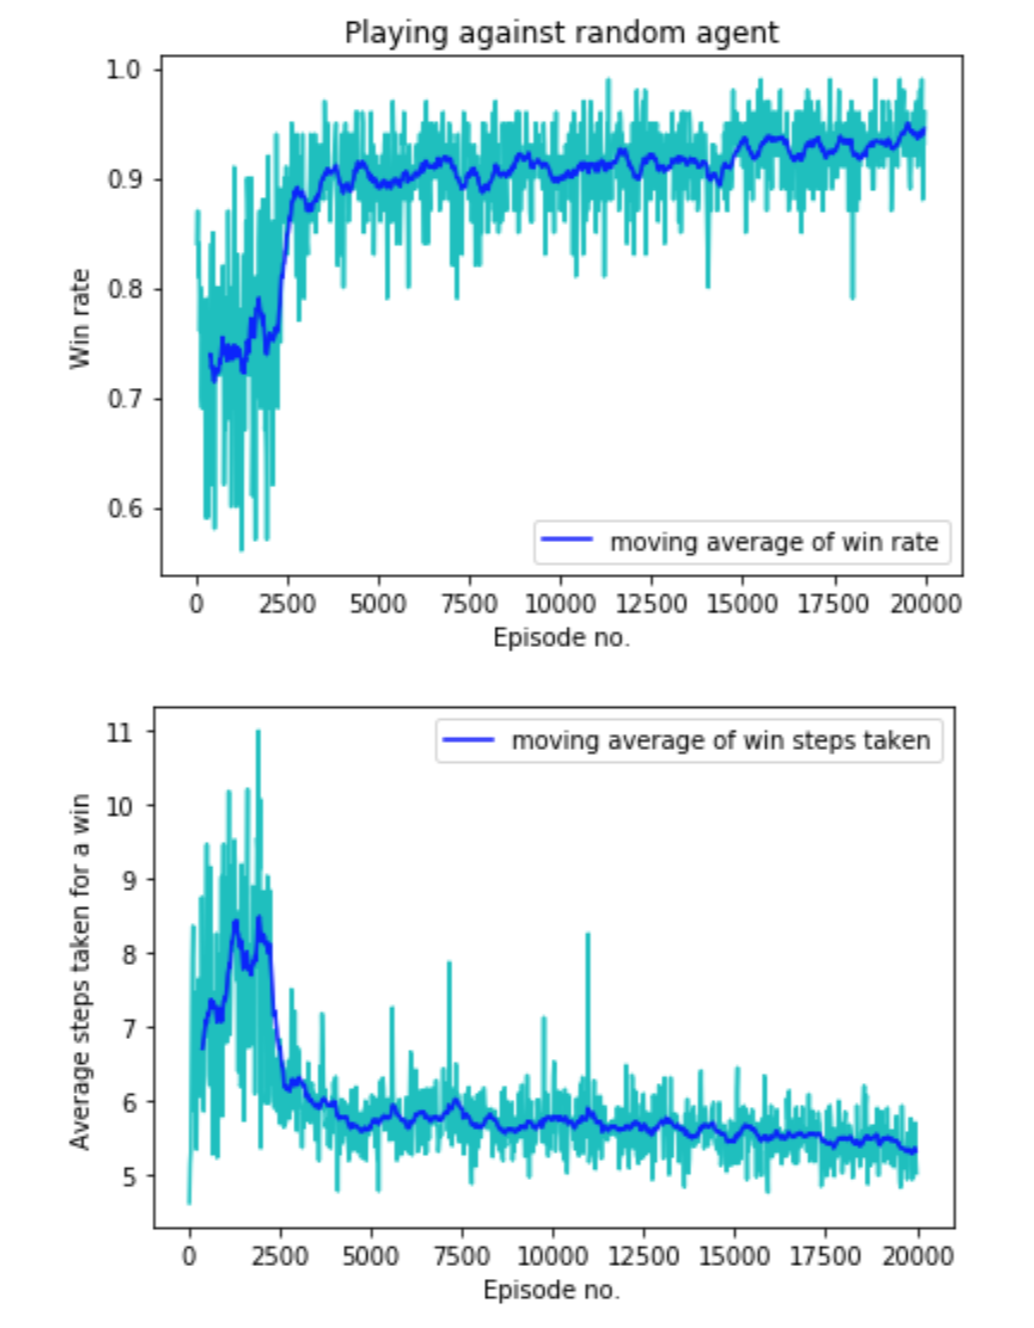 Playing against random agent
1.0
0.9
0.8
0.7
0.6
Win rate
moving average of win rate
0 2500 5000 7500 10000 12500 15000 17500 20000
Episode no.
moving average of win steps taken
11
10
9
8
7
6
5
Average steps taken for a win
0 2500 5000 7500 10000 12500 15000 17500 20000
Episode no.